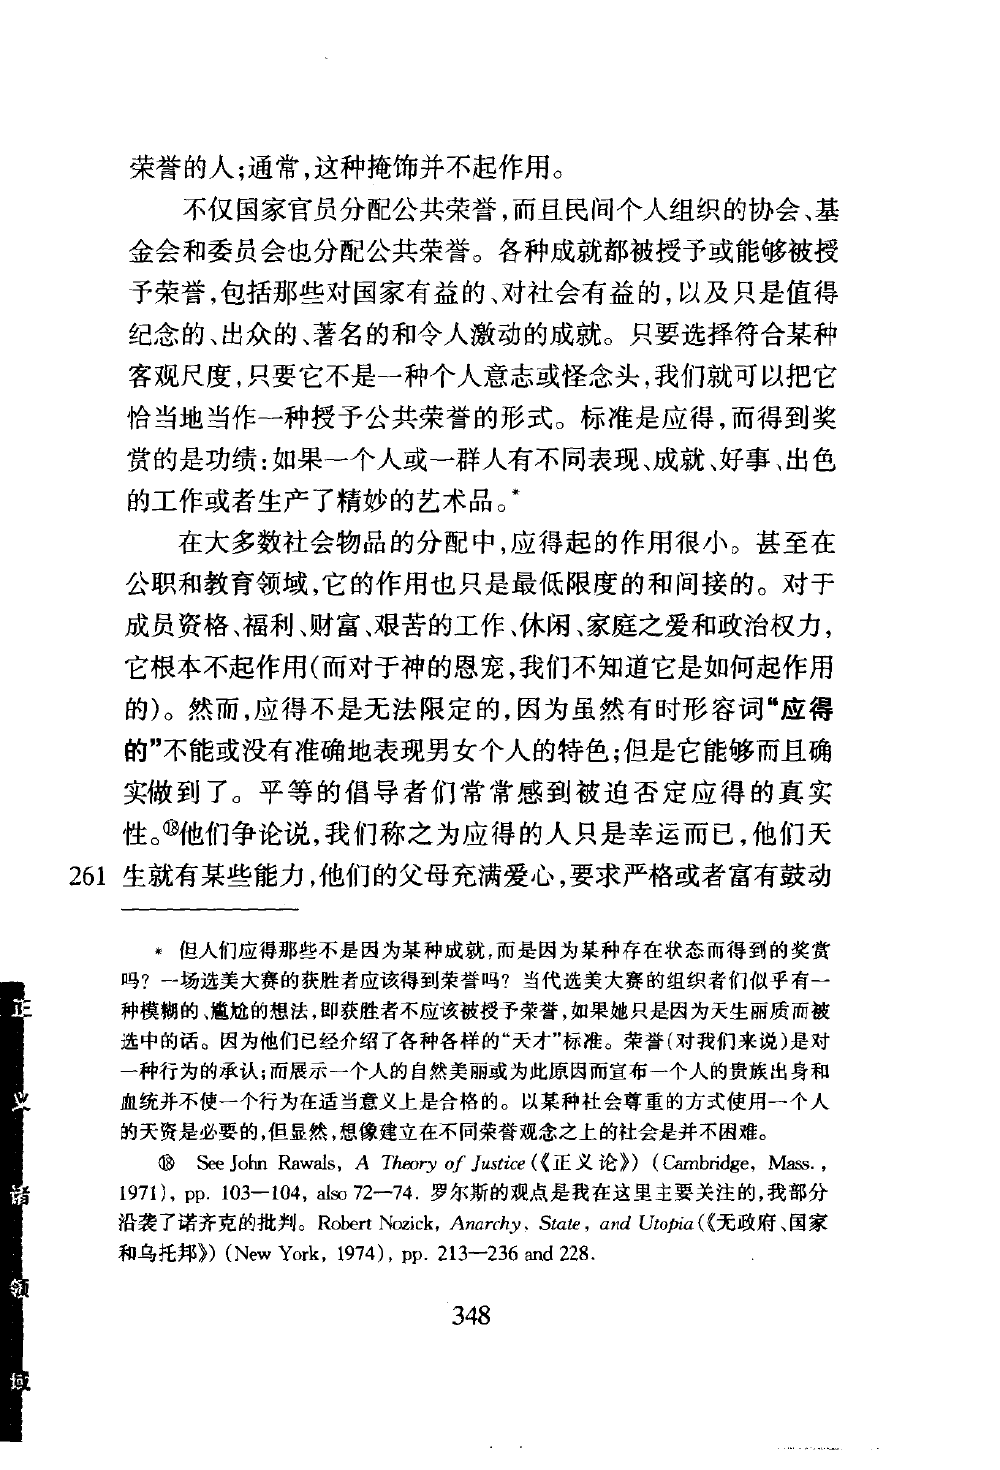 荣誉的人;通常,这种掩饰并不起作用。
不仅国家官员分配公共荣誉,而且民间个人组织的协会、基
金会和委员会也分配公共荣誉。各种成就都被授予或能够被授
予荣誉,包括那些对国家有益的、对社会有益的,以及只是值得
纪念的、出众的、著名的和令人激动的成就。只要选择符合某种
客观尺度,只要它不是一种个人意志或怪念头,我们就可以把它
恰当地当作一种授予公共荣誉的形式。标准是应得,而得到奖
赏的是功绩:如果一个人或一群人有不同表现、成就、好事、出色
的工作或者生产了精妙的艺术品。*
在大多数社会物品的分配中,应得起的作用很小。甚至在
公职和教育领域,它的作用也只是最低限度的和间接的。对于
成员资格、福利、财富、艰苦的工作、休闲、家庭之爱和政治权力,
它根本不起作用(而对于神的恩宠,我们不知道它是如何起作用
的)。然而,应得不是无法限定的,因为虽然有时形容词“应得
的”不能或没有准确地表现男女个人的特色;但是它能够而且确
实做到了。平等的倡导者们常常感到被迫否定应得的真实
性。⑱他们争论说,我们称之为应得的人只是幸运而已,他们天
261 生就有某些能力,他们的父母充满爱心,要求严格或者富有鼓动
* 但人们应得那些不是因为某种成就,而是因为某种存在状态而得到的奖赏
吗?一场选美大赛的获胜者应该得到荣誉吗?当代选美大赛的组织者们似乎有一
种模糊的、尴尬的想法,即获胜者不应该被授予荣誉,如果她只是因为天生丽质而被
选中的话。因为他们已经介绍了各种各样的“天才”标准。荣誉(对我们来说)是对
一种行为的承认;而展示一个人的自然美丽或为此原因而宣布一个人的贵族出身和
血统并不使一个行为在适当意义上是合格的。以某种社会尊重的方式使用一个人
的天资是必要的,但显然,想像建立在不同荣誉观念之上的社会是并不困难。
⑱ See John Rawals, A Theory of Justice (《正义论》) (Cambridge, Mass. ,
1971), pp. 103—104, also 72—74. 罗尔斯的观点是我在这里主要关注的,我部分
沿袭了诺齐克的批判。Robert Nozick, Anarchy, State, and Utopia (《无政府、国家
和乌托邦》) (New York, 1974), pp. 213—236 and 228.
348
正
义
诸
领
域